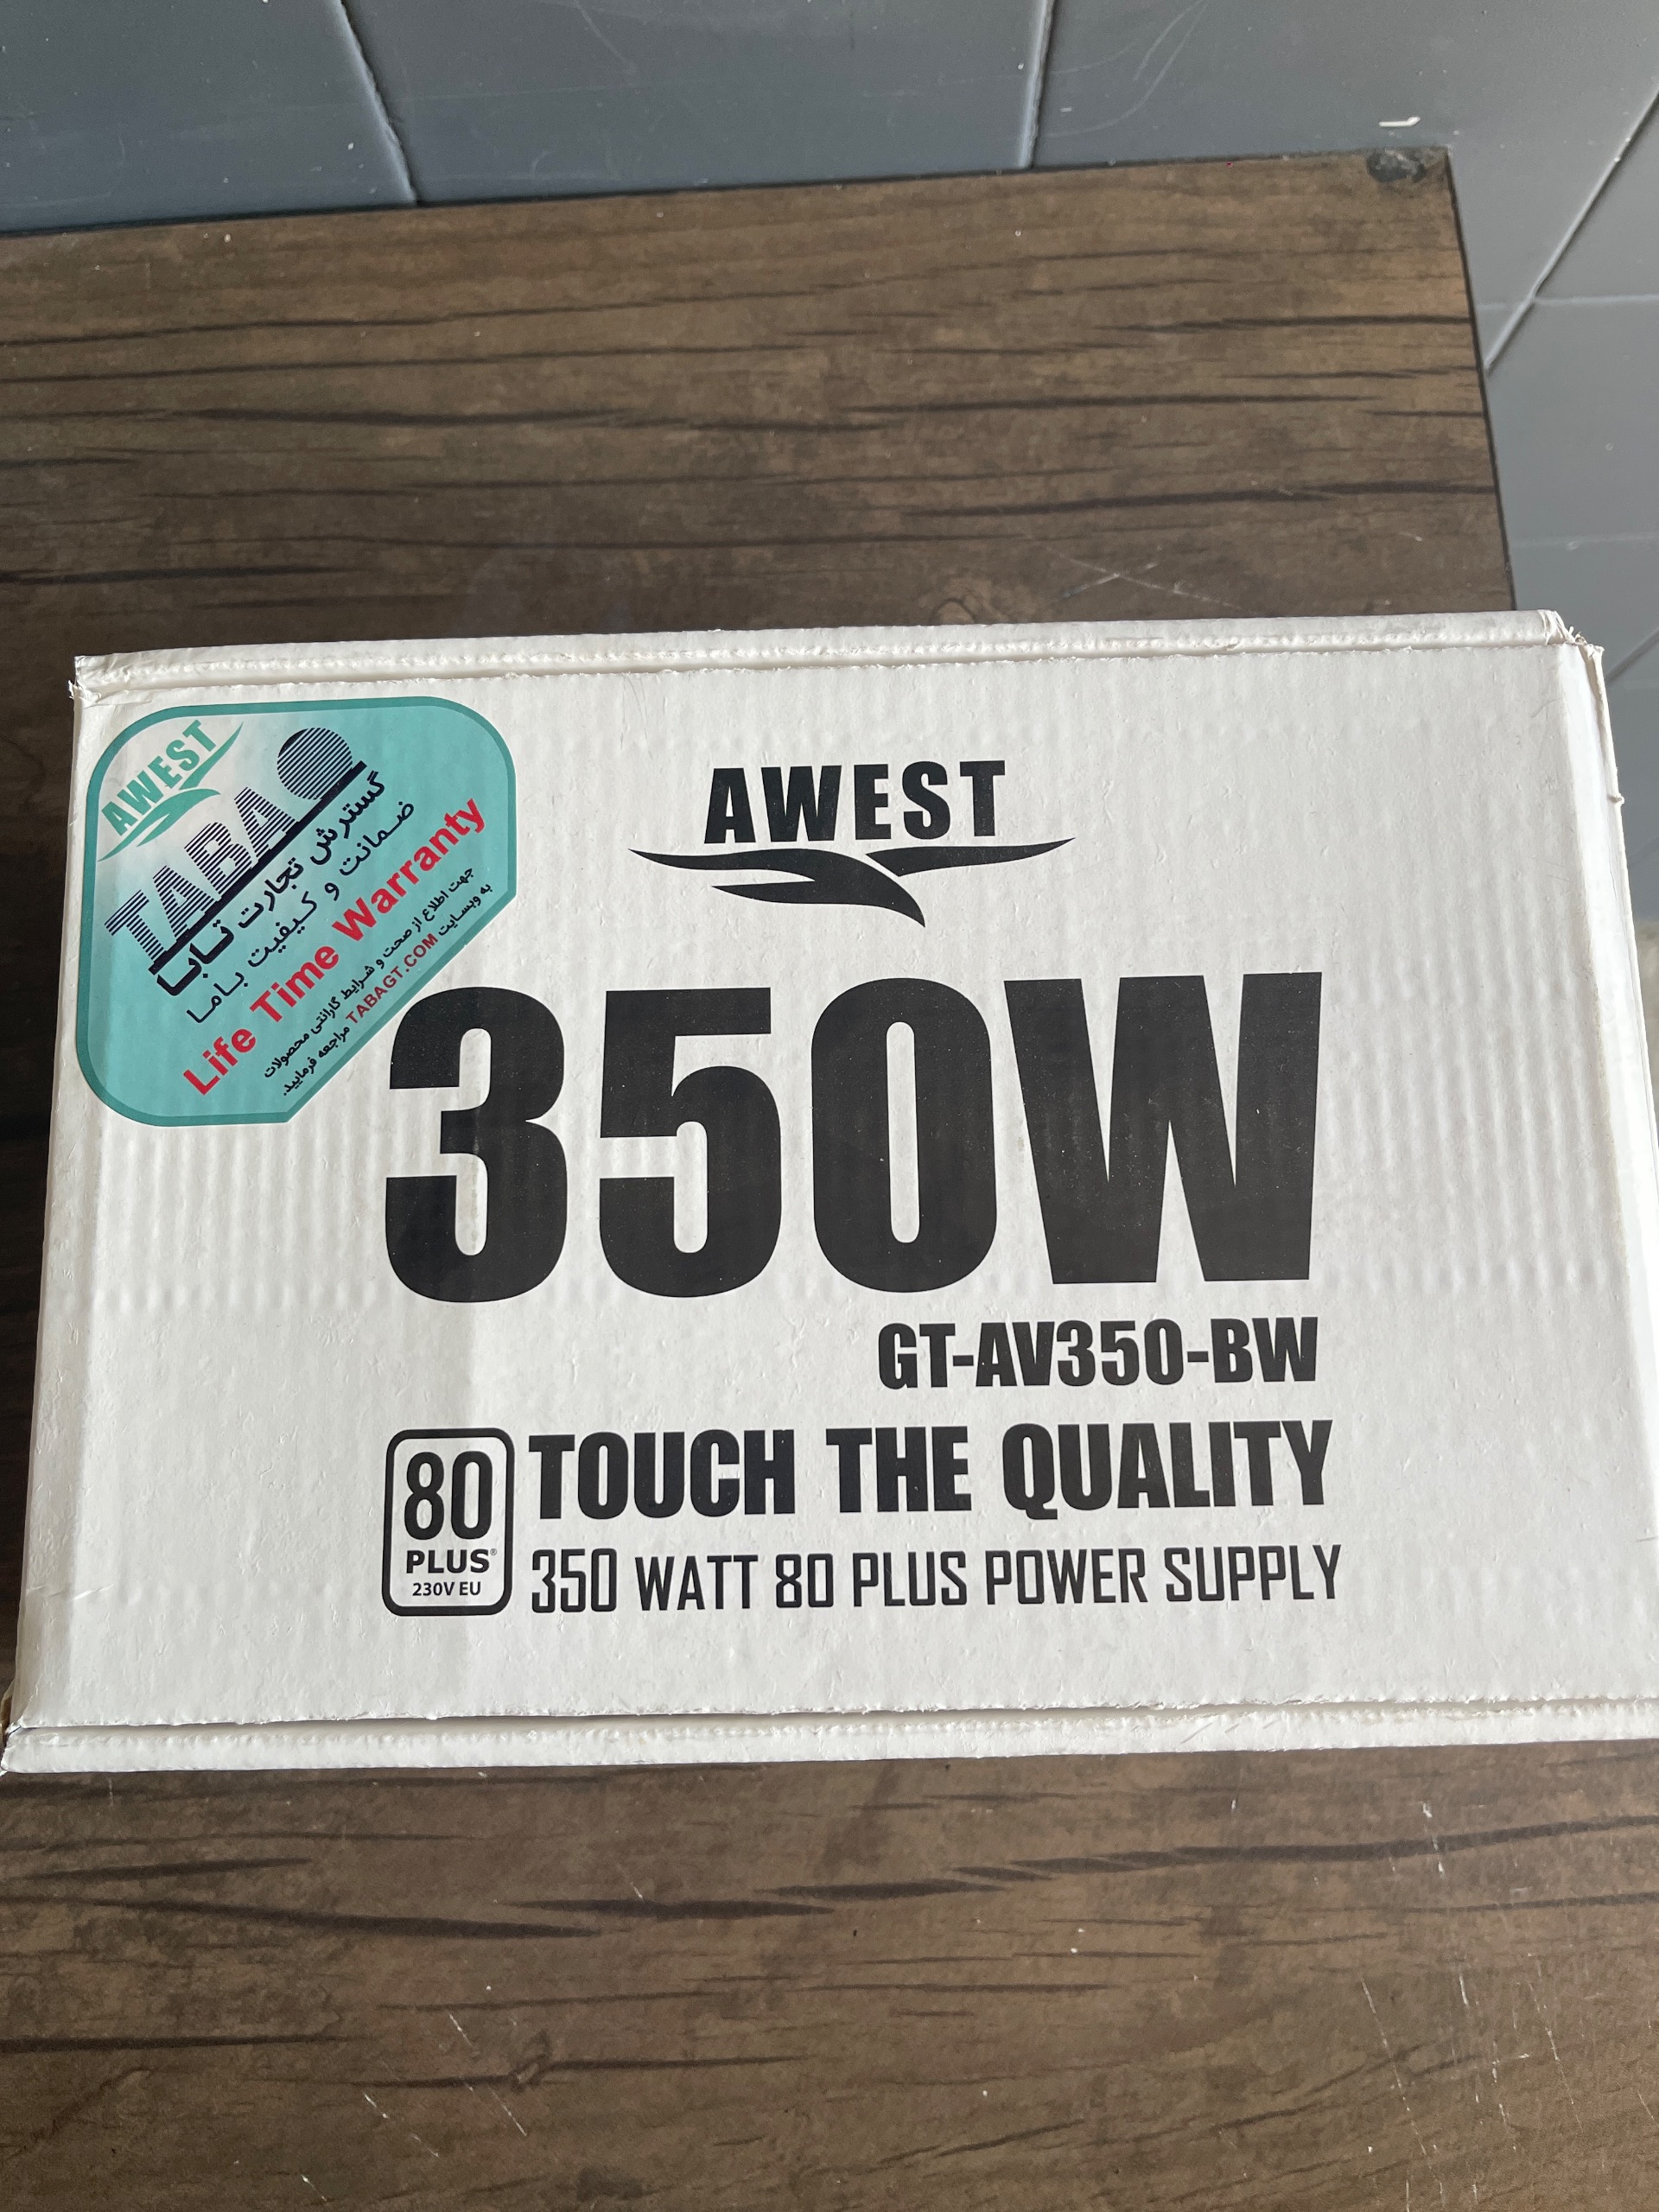 AWEST
TABA
گسترش تجارت تابا
ضمانت و کیفیت با ما
Life Time Warranty
جهت اطلاع از صحت و شرایط گارانتی محصولات
به وبسایت TABAGT.COM مراجعه فرمایید.
AWEST
350W
GT-AV350-BW
80
PLUS®
230V EU
TOUCH THE QUALITY
350 WATT 80 PLUS POWER SUPPLY